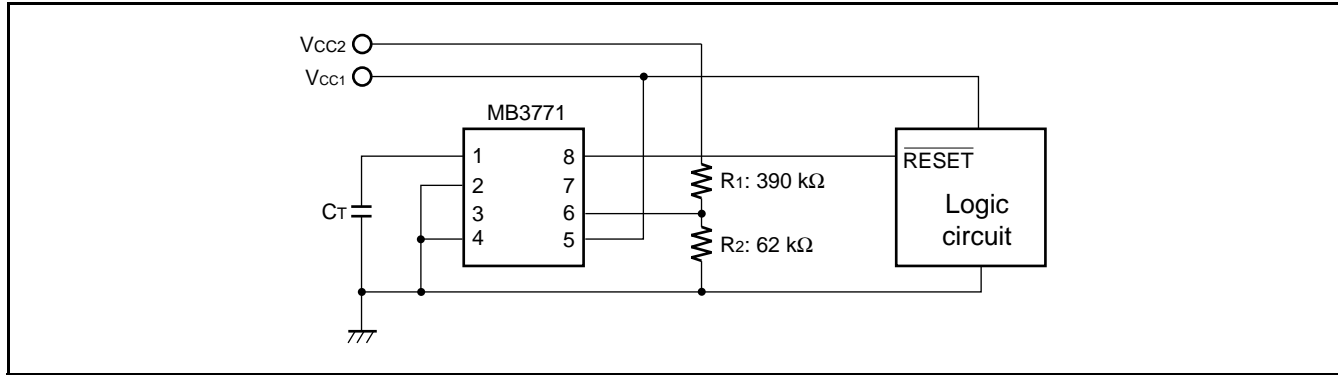 VCC2
VCC1
MB3771
1 8
2 7
3 6
4 5
CT
R1: 390 kΩ
R2: 62 kΩ
RESET
Logic
circuit